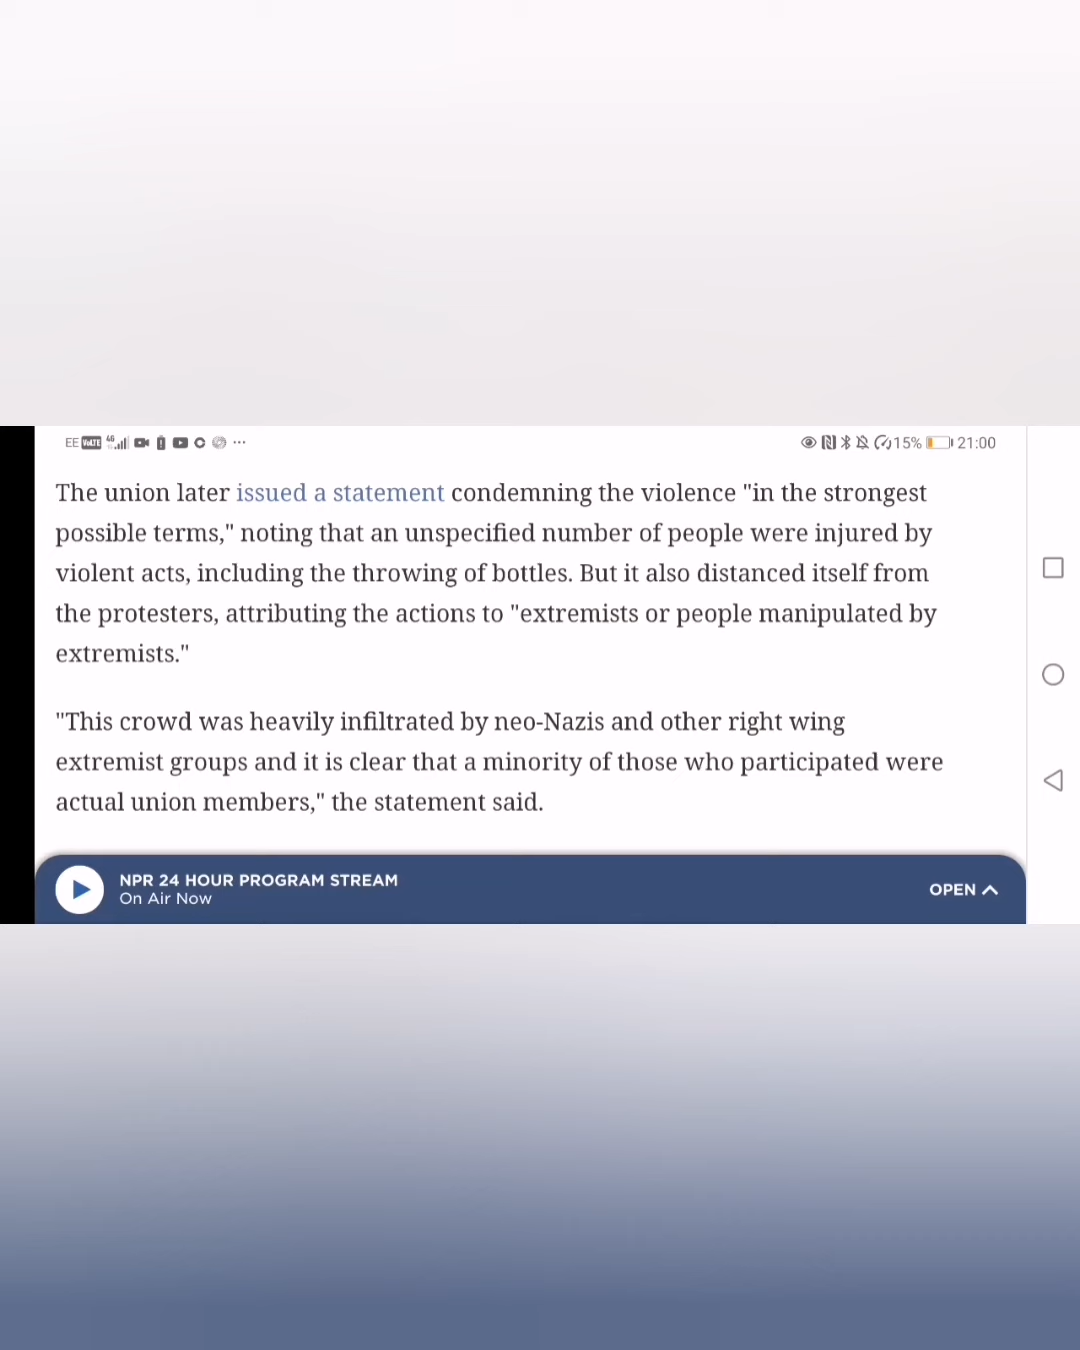 EE VoLTE 4G ... 15% 21:00
The union later issued a statement condemning the violence "in the strongest
possible terms," noting that an unspecified number of people were injured by
violent acts, including the throwing of bottles. But it also distanced itself from
the protesters, attributing the actions to "extremists or people manipulated by
extremists."
"This crowd was heavily infiltrated by neo-Nazis and other right wing
extremist groups and it is clear that a minority of those who participated were
actual union members," the statement said.
NPR 24 HOUR PROGRAM STREAM
On Air Now
OPEN